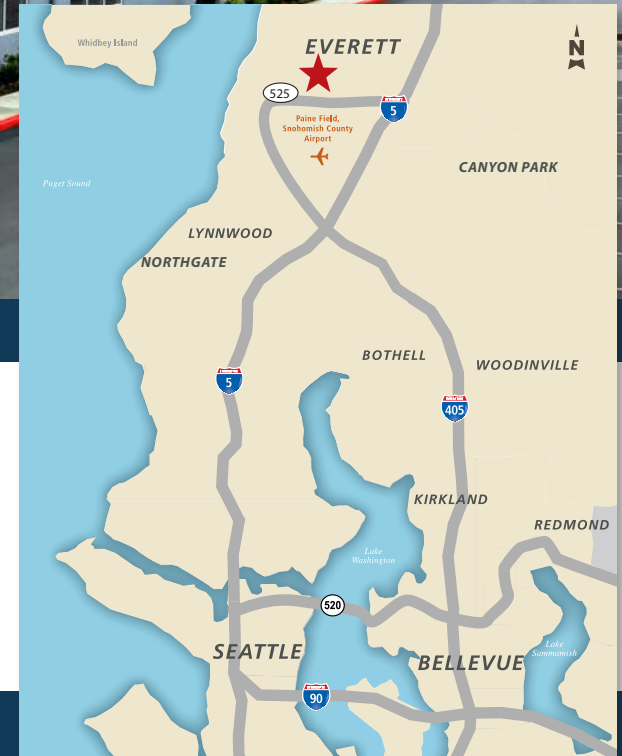 Whidbey Island
EVERETT
N
525
5
Paine Field,
Snohomish County
Airport
CANYON PARK
Puget Sound
LYNNWOOD
NORTHGATE
BOTHELL
WOODINVILLE
5
405
KIRKLAND
REDMOND
Lake
Washington
520
SEATTLE
Lake
Sammamish
BELLEVUE
90